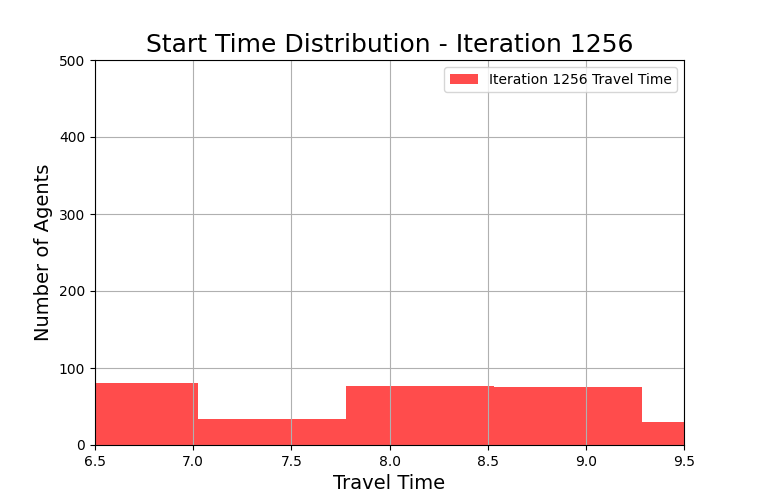 Start Time Distribution - Iteration 1256
Iteration 1256 Travel Time
Number of Agents
500
400
300
200
100
0
6.5 7.0 7.5 8.0 8.5 9.0 9.5
Travel Time